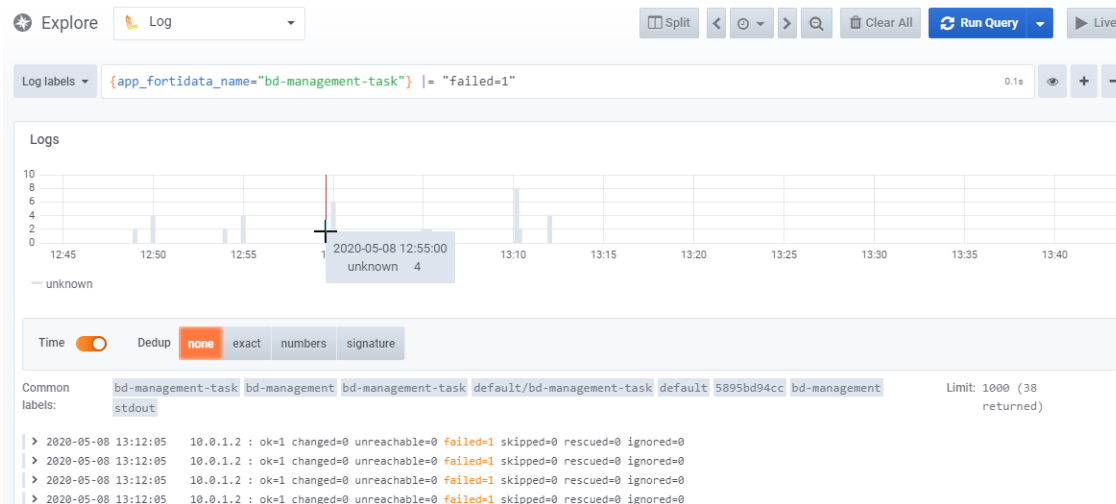 Explore Log Split Clear All Run Query Live
Log labels {app_fortidata_name="bd-management-task"} |= "failed=1" 0.1s
Logs
10
8
6
4
2
0
12:45 12:50 12:55 1 13:10 13:15 13:20 13:25 13:30 13:35 13:40
2020-05-08 12:55:00
unknown 4
unknown
Time Dedup none exact numbers signature
Common labels: bd-management-task bd-management bd-management-task default/bd-management-task default 5895bd94cc bd-management stdout
Limit: 1000 (38 returned)
2020-05-08 13:12:05 10.0.1.2 : ok=1 changed=0 unreachable=0 failed=1 skipped=0 rescued=0 ignored=0
2020-05-08 13:12:05 10.0.1.2 : ok=1 changed=0 unreachable=0 failed=1 skipped=0 rescued=0 ignored=0
2020-05-08 13:12:05 10.0.1.2 : ok=1 changed=0 unreachable=0 failed=1 skipped=0 rescued=0 ignored=0
2020-05-08 13:12:05 10.0.1.2 : ok=1 changed=0 unreachable=0 failed=1 skipped=0 rescued=0 ignored=0